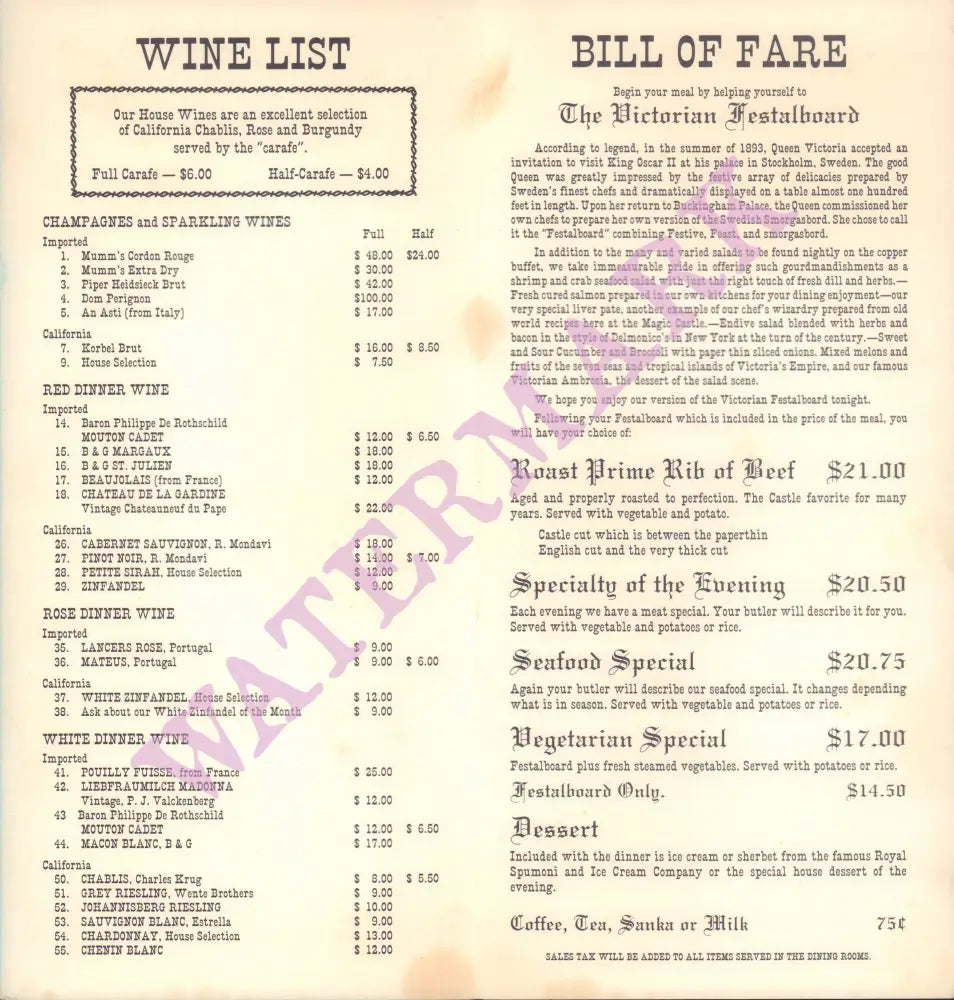 WINE LIST
Our House Wines are an excellent selection
of California Chablis, Rose and Burgundy
served by the "carafe".
Full Carafe — $6.00 Half-Carafe — $4.00
CHAMPAGNES and SPARKLING WINES
Full Half
Imported
1. Mumm's Cordon Rouge $ 48.00 $24.00
2. Mumm's Extra Dry $ 30.00
3. Piper Heidsieck Brut $ 42.00
4. Dom Perignon $100.00
5. An Asti (from Italy) $ 17.00
California
7. Korbel Brut $ 16.00 $ 8.50
9. House Selection $ 7.50
RED DINNER WINE
Imported
14. Baron Philippe De Rothschild
MOUTON CADET $ 12.00 $ 6.50
15. B & G MARGAUX $ 18.00
16. B & G ST. JULIEN $ 18.00
17. BEAUJOLAIS (from France) $ 12.00
18. CHATEAU DE LA GARDINE
Vintage Chateauneuf du Pape $ 22.00
California
26. CABERNET SAUVIGNON, R. Mondavi $ 18.00
27. PINOT NOIR, R. Mondavi $ 14.00 $ 7.00
28. PETITE SIRAH, House Selection $ 12.00
29. ZINFANDEL $ 9.00
ROSE DINNER WINE
Imported
35. LANCERS ROSE, Portugal $ 9.00
36. MATEUS, Portugal $ 9.00 $ 6.00
California
37. WHITE ZINFANDEL, House Selection $ 12.00
38. Ask about our White Zinfandel of the Month $ 9.00
WHITE DINNER WINE
Imported
41. POUILLY FUISSE, from France $ 25.00
42. LIEBFRAUMILCH MADONNA
Vintage, P. J. Valckenberg $ 12.00
43 Baron Philippe De Rothschild
MOUTON CADET $ 12.00 $ 6.50
44. MACON BLANC, B & G $ 17.00
California
50. CHABLIS, Charles Krug $ 8.00 $ 5.50
51. GREY RIESLING, Wente Brothers $ 9.00
52. JOHANNISBERG RIESLING $ 10.00
53. SAUVIGNON BLANC, Estrella $ 9.00
54. CHARDONNAY, House Selection $ 13.00
55. CHENIN BLANC $ 12.00
BILL OF FARE
Begin your meal by helping yourself to
The Victorian Festalboard
According to legend, in the summer of 1893, Queen Victoria accepted an
invitation to visit King Oscar II at his palace in Stockholm, Sweden. The good
Queen was greatly impressed by the festive array of delicacies prepared by
Sweden's finest chefs and dramatically displayed on a table almost one hundred
feet in length. Upon her return to Buckingham Palace, the Queen commissioned her
own chefs to prepare her own version of the Swedish Smorgasbord. She chose to call
it the "Festalboard" combining Festive, Feast, and smorgasbord.
In addition to the many and varied salads to be found nightly on the copper
buffet, we take immeasurable pride in offering such gourmandishments as a
shrimp and crab seafood salad with just the right touch of fresh dill and herbs.—
Fresh cured salmon prepared in our own kitchens for your dining enjoyment—our
very special liver pate, another example of our chef's wizardry prepared from old
world recipe here at the Magic Castle.—Endive salad blended with herbs and
bacon in the style of Delmonico's in New York at the turn of the century.—Sweet
and Sour Cucumber and Broccoli with paper thin sliced onions. Mixed melons and
fruits of the seven seas and tropical islands of Victoria's Empire, and our famous
Victorian Ambrosia, the dessert of the salad scene.
We hope you enjoy our version of the Victorian Festalboard tonight.
Following your Festalboard which is included in the price of the meal, you
will have your choice of:
Roast Prime Rib of Beef $21.00
Aged and properly roasted to perfection. The Castle favorite for many
years. Served with vegetable and potato.
Castle cut which is between the paperthin
English cut and the very thick cut
Specialty of the Evening $20.50
Each evening we have a meat special. Your butler will describe it for you.
Served with vegetable and potatoes or rice.
Seafood Special $20.75
Again your butler will describe our seafood special. It changes depending
what is in season. Served with vegetable and potatoes or rice.
Vegetarian Special $17.00
Festalboard plus fresh steamed vegetables. Served with potatoes or rice.
Festalboard Only. $14.50
Dessert
Included with the dinner is ice cream or sherbet from the famous Royal
Spumoni and Ice Cream Company or the special house dessert of the
evening.
Coffee, Tea, Sanka or Milk 75¢
SALES TAX WILL BE ADDED TO ALL ITEMS SERVED IN THE DINING ROOMS.
WATERMARK